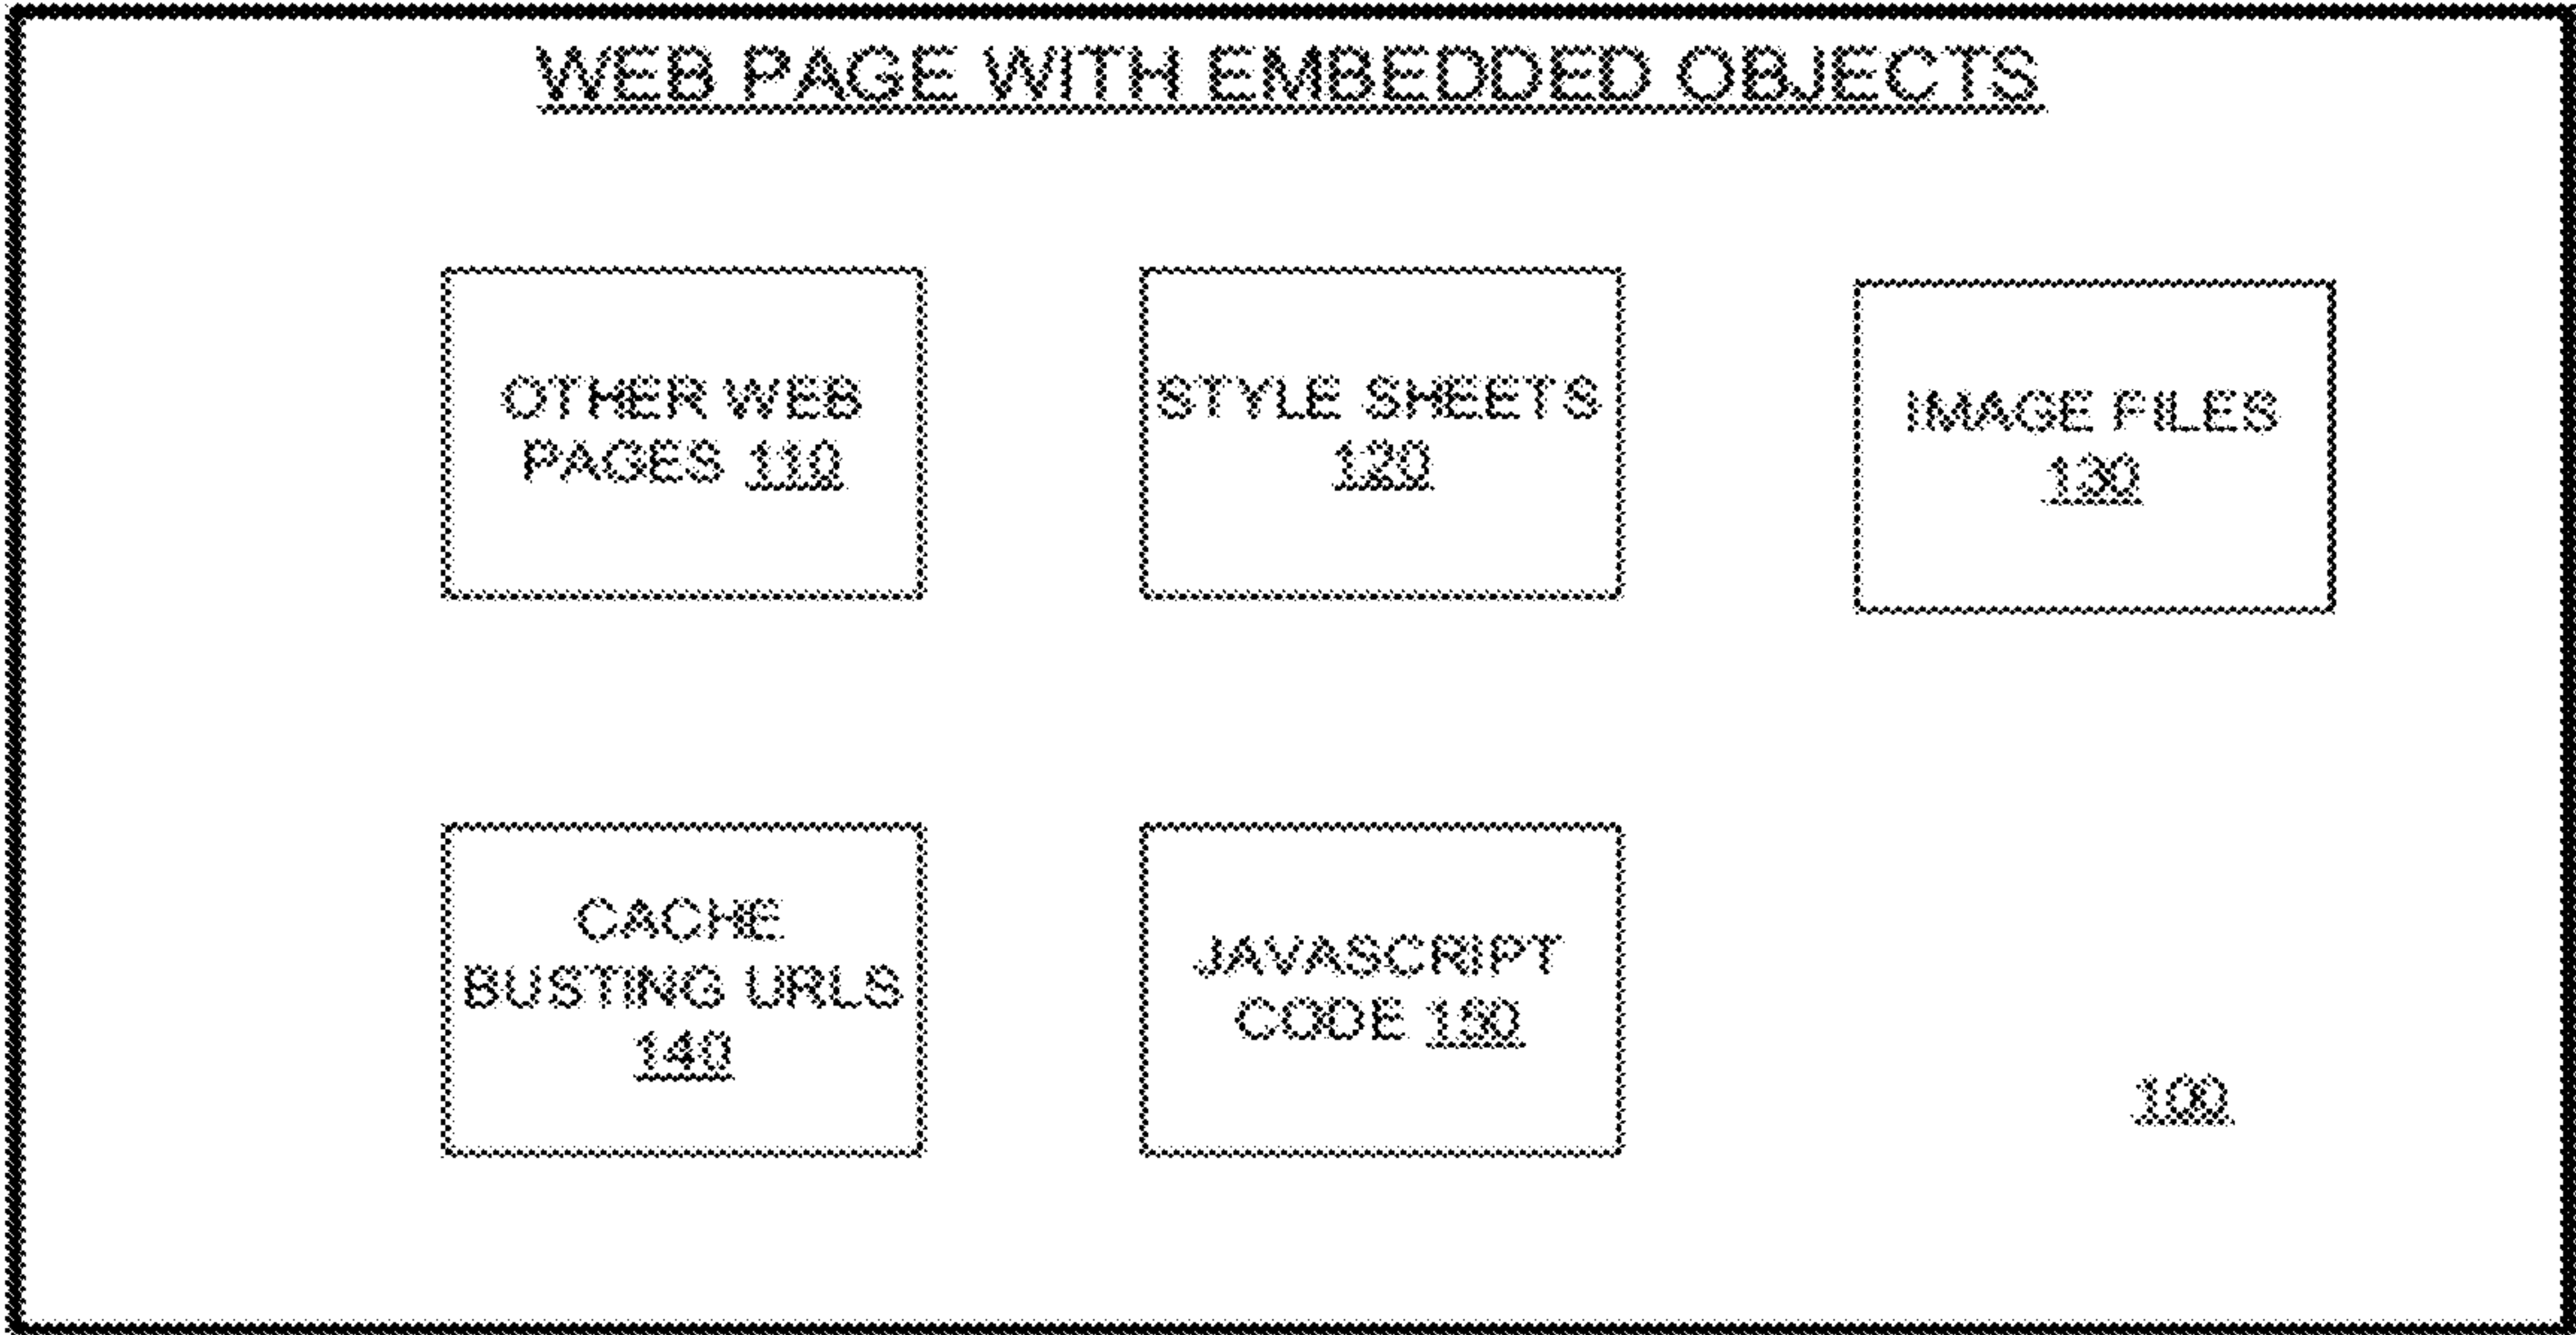 WEB PAGE WITH EMBEDDED OBJECTS
OTHER WEB
PAGES 110
STYLE SHEETS
120
IMAGE FILES
130
CACHE
BUSTING URLS
140
JAVASCRIPT
CODE 150
100